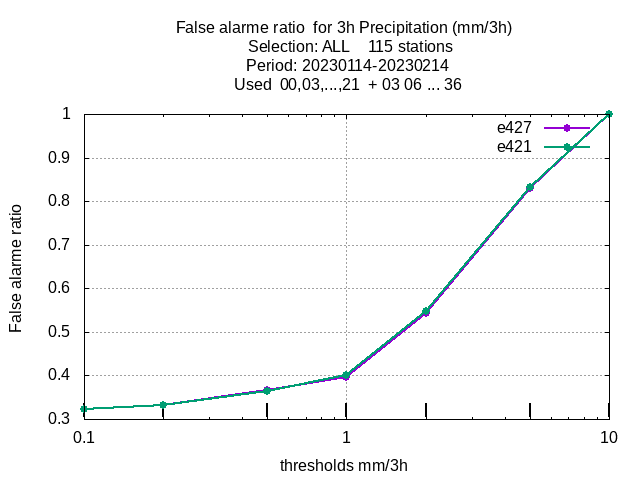 False alarme ratio  for 3h Precipitation (mm/3h)
Selection: ALL    115 stations
Period: 20230114-20230214
Used  00,03,...,21  + 03 06 ... 36
e427
e421
1
0.9
0.8
0.7
0.6
0.5
0.4
0.3
False alarme ratio
0.1
1
10
thresholds mm/3h